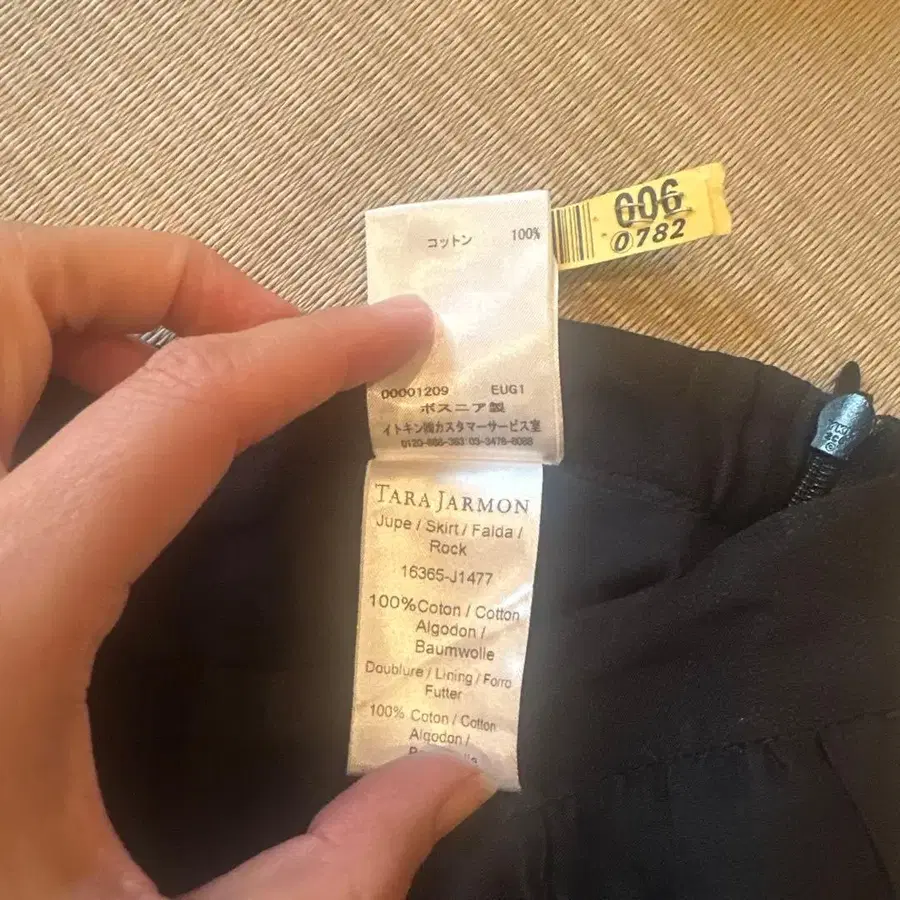 コットン 100%
606
0782
00001209 EUG1
ボスニア製
イトキン㈱カスタマーサービス室
0120-888-363 03-3478-8088
TARA JARMON
Jupe / Skirt / Falda /
Rock
16365-J1477
100%Coton / Cotton
Algodon /
Baumwolle
Doublure / Lining / Forro
Futter
100% Coton / Cotton
Algodon /